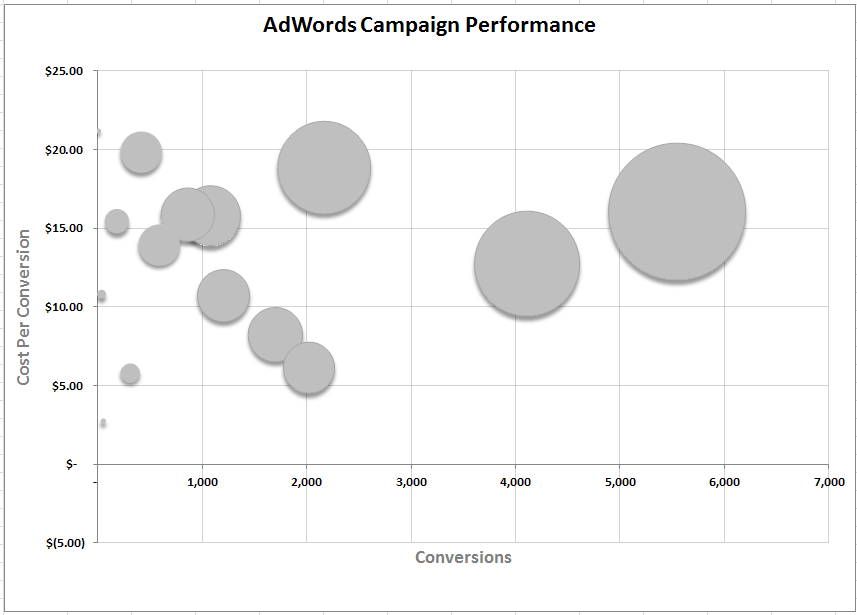 AdWords Campaign Performance
$25.00
$20.00
$15.00
$10.00
$5.00
$-
$(5.00)
Cost Per Conversion
- 1,000 2,000 3,000 4,000 5,000 6,000 7,000
Conversions